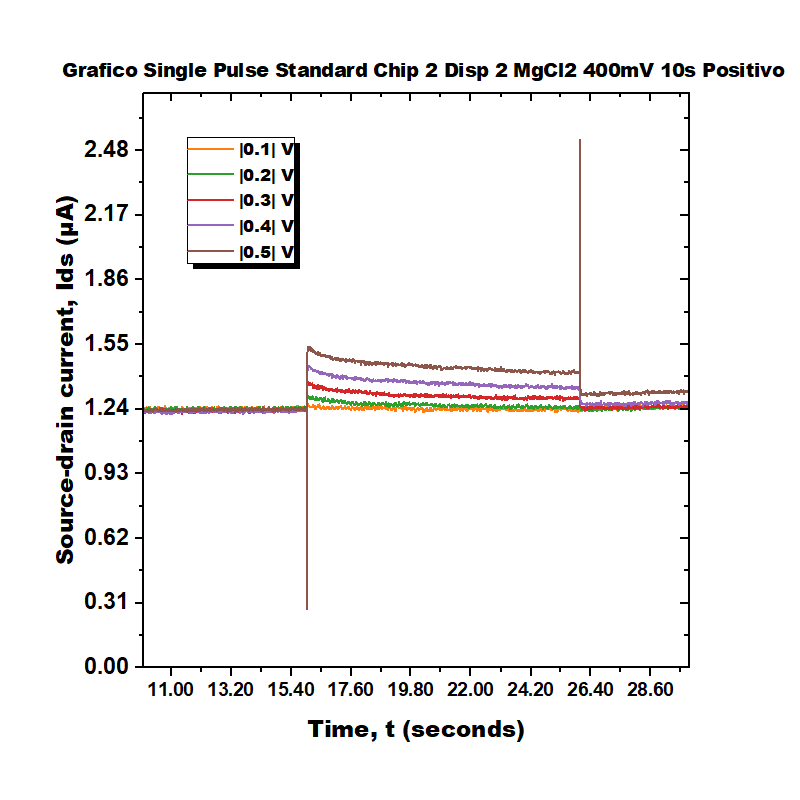 Grafico Single Pulse Standard Chip 2 Disp 2 MgCl2 400mV 10s Positivo
2.48
2.17
1.86
1.55
1.24
0.93
0.62
0.31
0.00
Source-drain current, Ids (µA)
|0.1| V
|0.2| V
|0.3| V
|0.4| V
|0.5| V
11.00 13.20 15.40 17.60 19.80 22.00 24.20 26.40 28.60
Time, t (seconds)